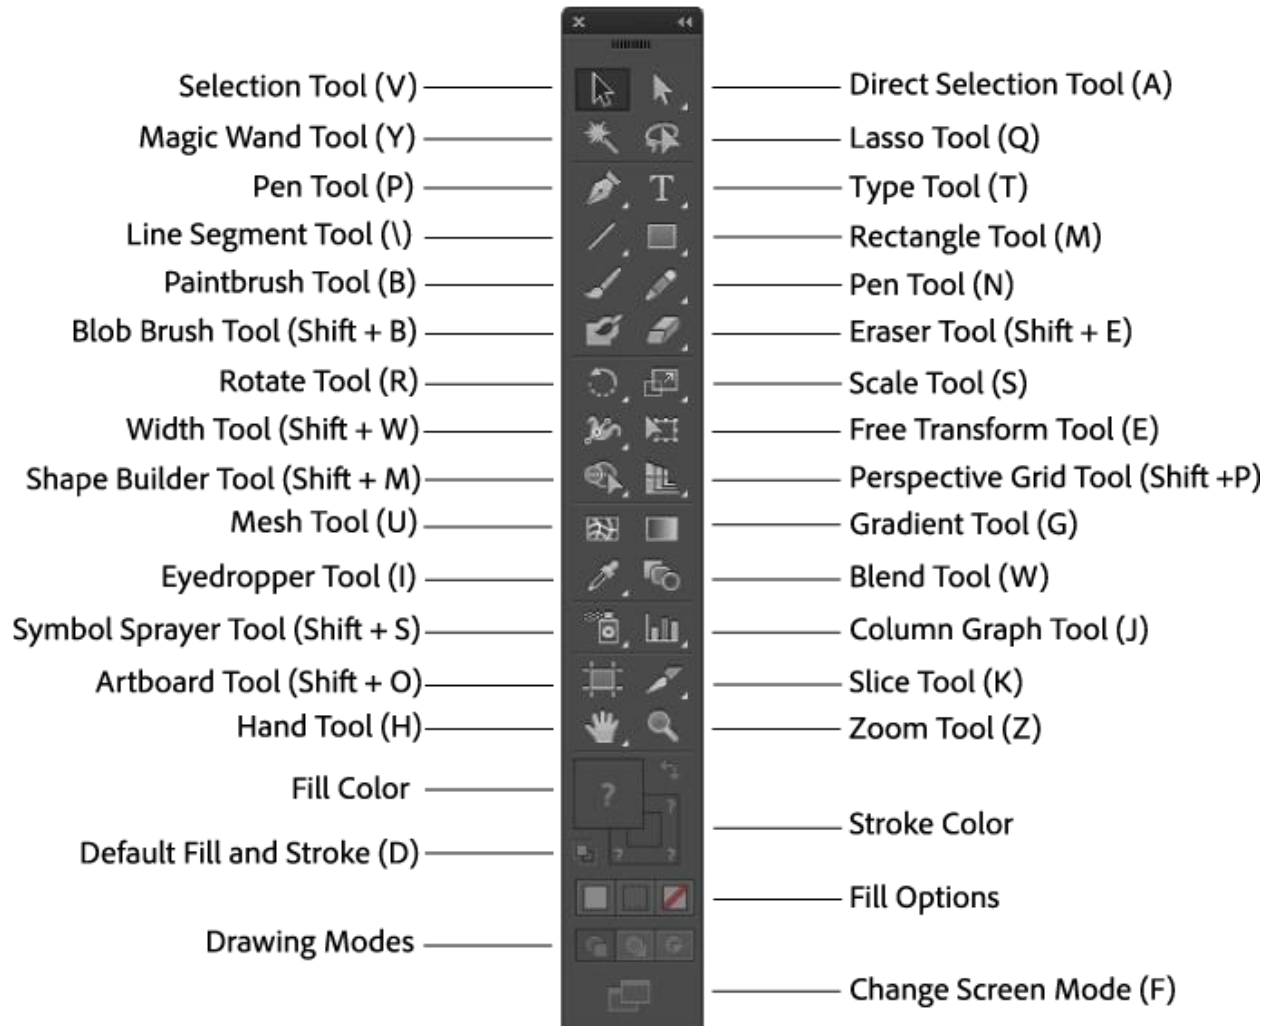 Selection Tool (V)
Direct Selection Tool (A)
Magic Wand Tool (Y)
Lasso Tool (Q)
Pen Tool (P)
T
Type Tool (T)
Line Segment Tool (\)
Rectangle Tool (M)
Paintbrush Tool (B)
Pen Tool (N)
Blob Brush Tool (Shift + B)
Eraser Tool (Shift + E)
Rotate Tool (R)
Scale Tool (S)
Width Tool (Shift + W)
Free Transform Tool (E)
Shape Builder Tool (Shift + M)
Perspective Grid Tool (Shift +P)
Mesh Tool (U)
Gradient Tool (G)
Eyedropper Tool (I)
Blend Tool (W)
Symbol Sprayer Tool (Shift + S)
Column Graph Tool (J)
Artboard Tool (Shift + O)
Slice Tool (K)
Hand Tool (H)
Zoom Tool (Z)
Fill Color
?
?
Stroke Color
Default Fill and Stroke (D)
? ?
Fill Options
Drawing Modes
Change Screen Mode (F)